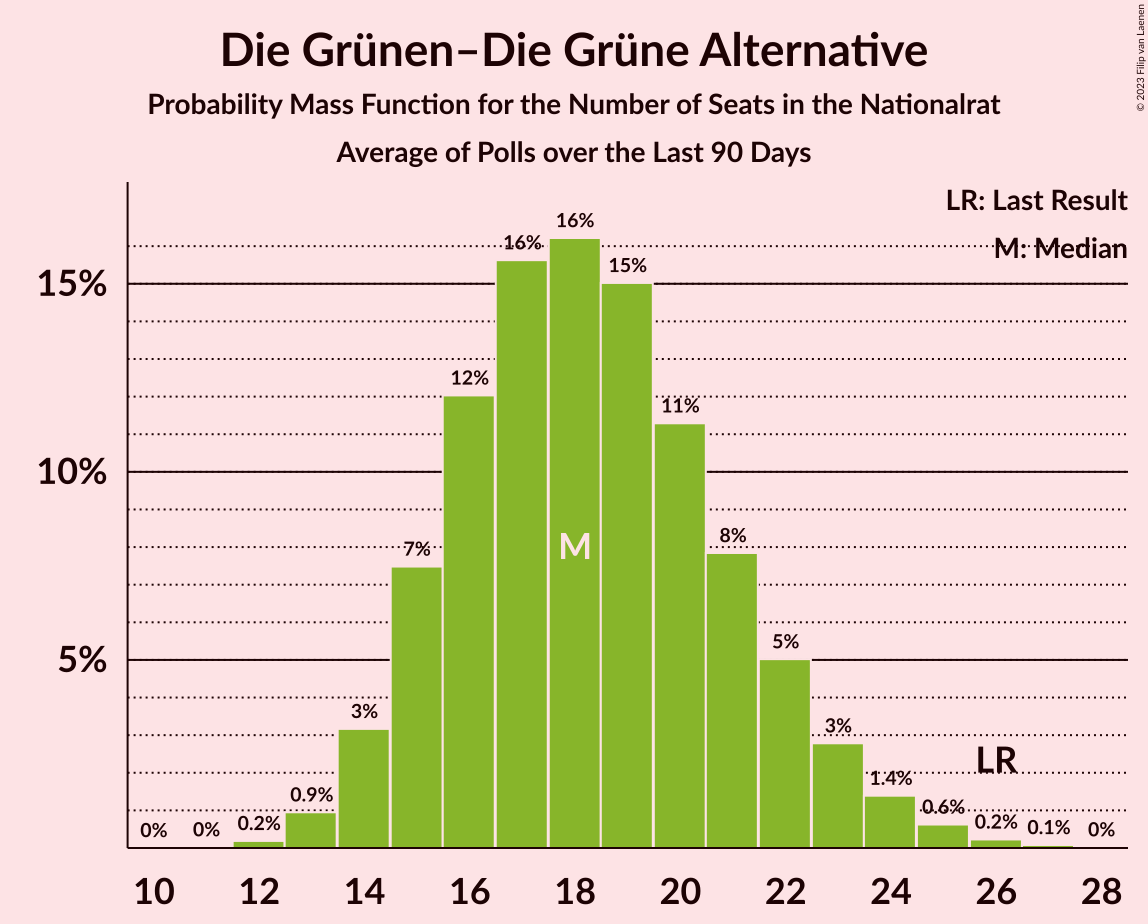 Die Grünen–Die Grüne Alternative
Probability Mass Function for the Number of Seats in the Nationalrat
Average of Polls over the Last 90 Days
© 2023 Filip van Laenen
LR: Last Result
M: Median
15%
10%
5%
0%
0%
0.2%
0.9%
3%
7%
12%
16%
16%
15%
11%
8%
5%
3%
1.4%
0.6%
0.2%
0.1%
0%
M
LR
10 12 14 16 18 20 22 24 26 28